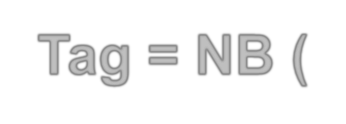 Tag = NB (